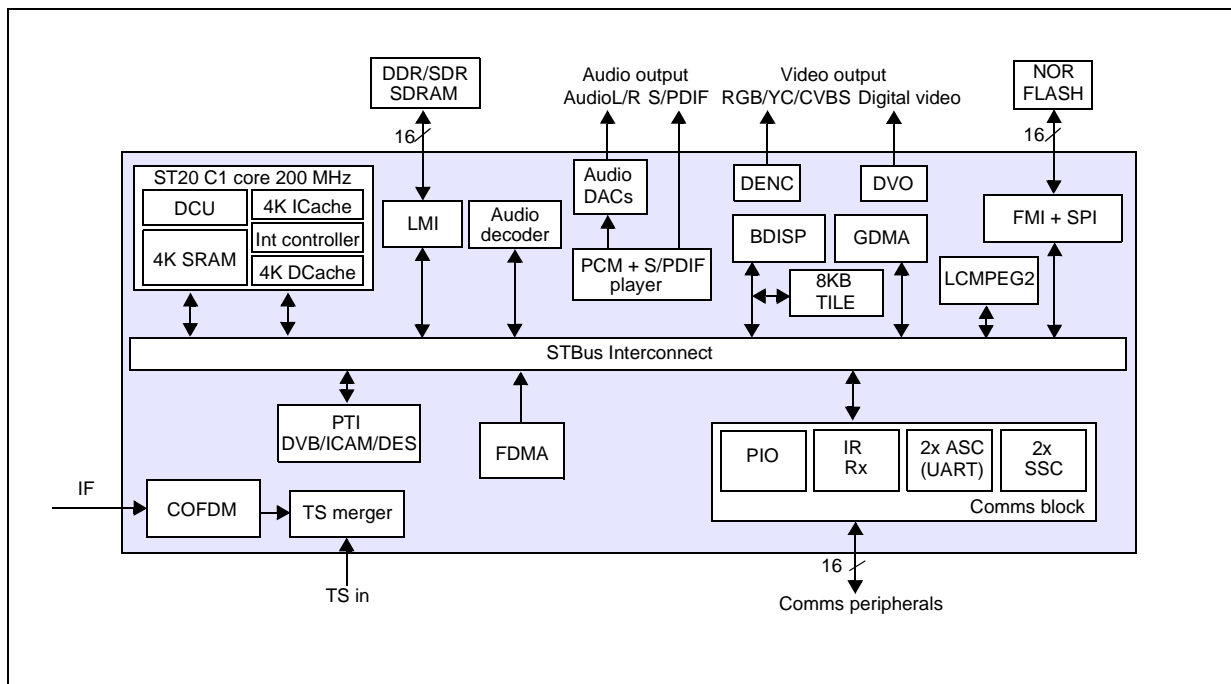 DDR/SDR
SDRAM
Audio output
AudioL/R S/PDIF
Video output
RGB/YC/CVBS Digital video
NOR
FLASH
16
16
ST20 C1 core 200 MHz
DCU
4K ICache
4K SRAM
Int controller
4K DCache
LMI
Audio
decoder
Audio
DACs
PCM + S/PDIF
player
DENC
DVO
BDISP
GDMA
8KB
TILE
FMI + SPI
LCMPEG2
STBus Interconnect
PTI
DVB/ICAM/DES
FDMA
PIO
IR
Rx
2x ASC
(UART)
2x
SSC
Comms block
IF
COFDM
TS merger
TS in
16
Comms peripherals